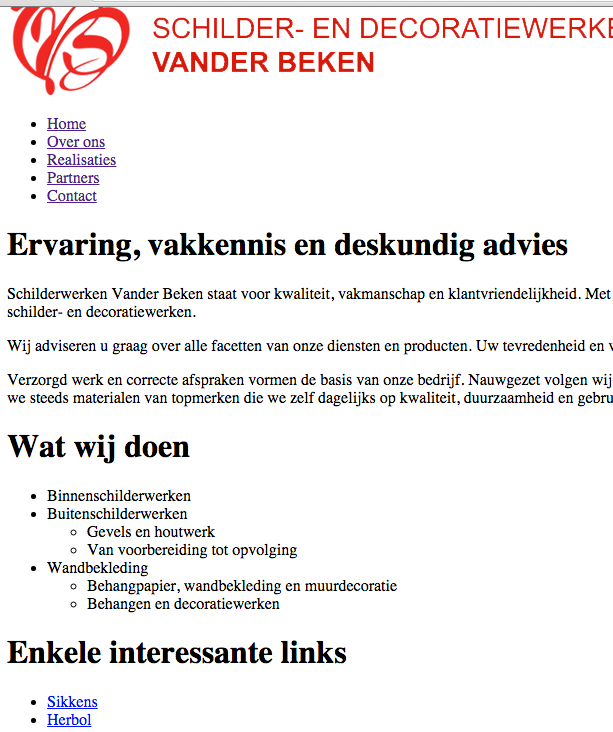 SCHILDER- EN DECORATIEWERKE
VANDER BEKEN
Home
Over ons
Realisaties
Partners
Contact
Ervaring, vakkennis en deskundig advies
Schilderwerken Vander Beken staat voor kwaliteit, vakmanschap en klantvriendelijkheid. Met
schilder- en decoratiewerken.
Wij adviseren u graag over alle facetten van onze diensten en producten. Uw tevredenheid en v
Verzorgd werk en correcte afspraken vormen de basis van onze bedrijf. Nauwgezet volgen wij
we steeds materialen van topmerken die we zelf dagelijks op kwaliteit, duurzaamheid en gebru
Wat wij doen
Binnenschilderwerken
Buitenschilderwerken
Gevels en houtwerk
Van voorbereiding tot opvolging
Wandbekleding
Behangpapier, wandbekleding en muurdecoratie
Behangen en decoratiewerken
Enkele interessante links
Sikkens
Herbol